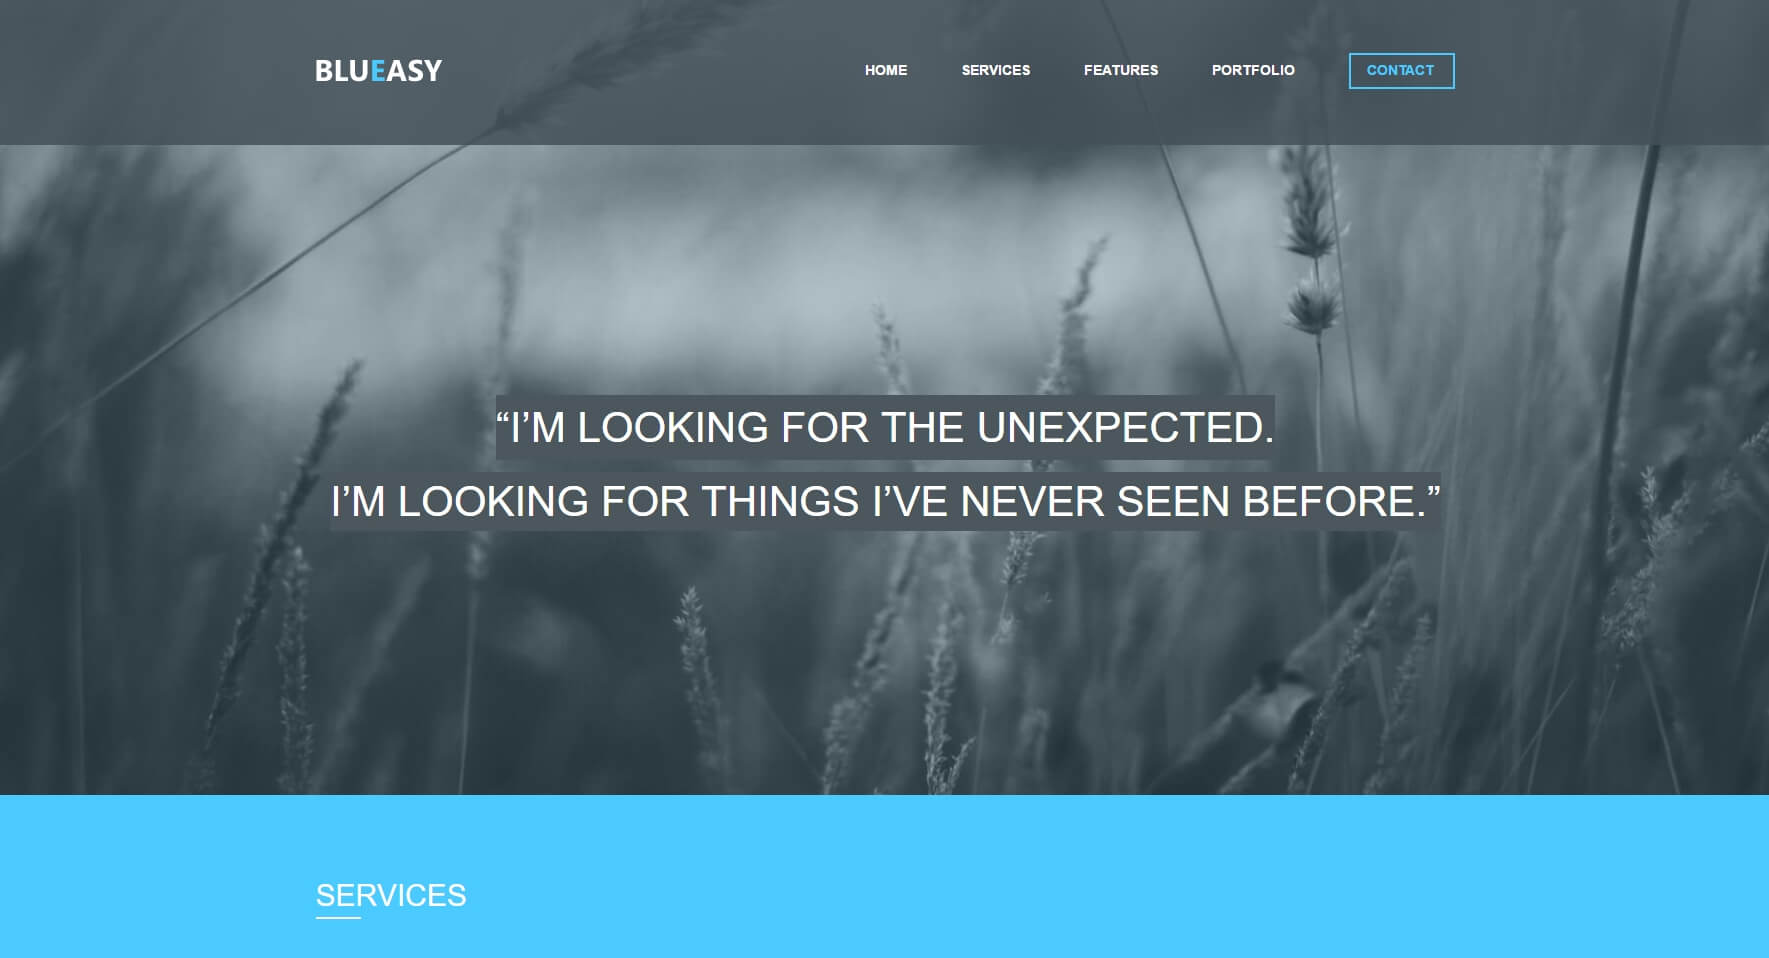 BLUEASY
HOME SERVICES FEATURES PORTFOLIO CONTACT
“I’M LOOKING FOR THE UNEXPECTED.
I’M LOOKING FOR THINGS I’VE NEVER SEEN BEFORE.”
SERVICES